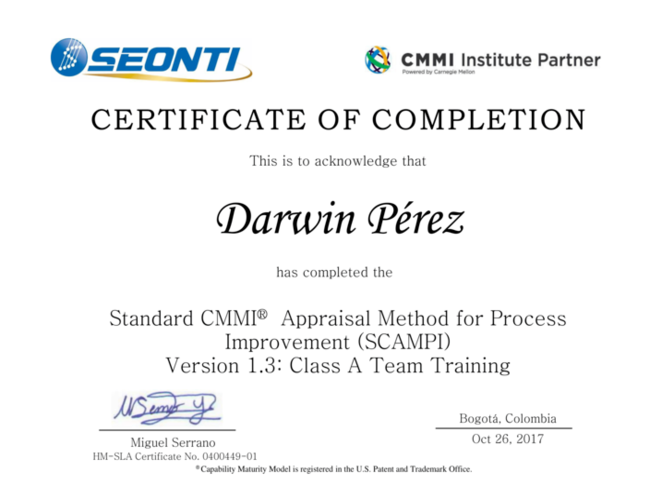 SEONTI
CMMI Institute Partner
Powered by Carnegie Mellon
CERTIFICATE OF COMPLETION
This is to acknowledge that
Darwin Pérez
has completed the
Standard CMMI® Appraisal Method for Process
Improvement (SCAMPI)
Version 1.3: Class A Team Training
Bogotá, Colombia
Oct 26, 2017
Miguel Serrano
HM-SLA Certificate No. 0400449-01
®Capability Maturity Model is registered in the U.S. Patent and Trademark Office.